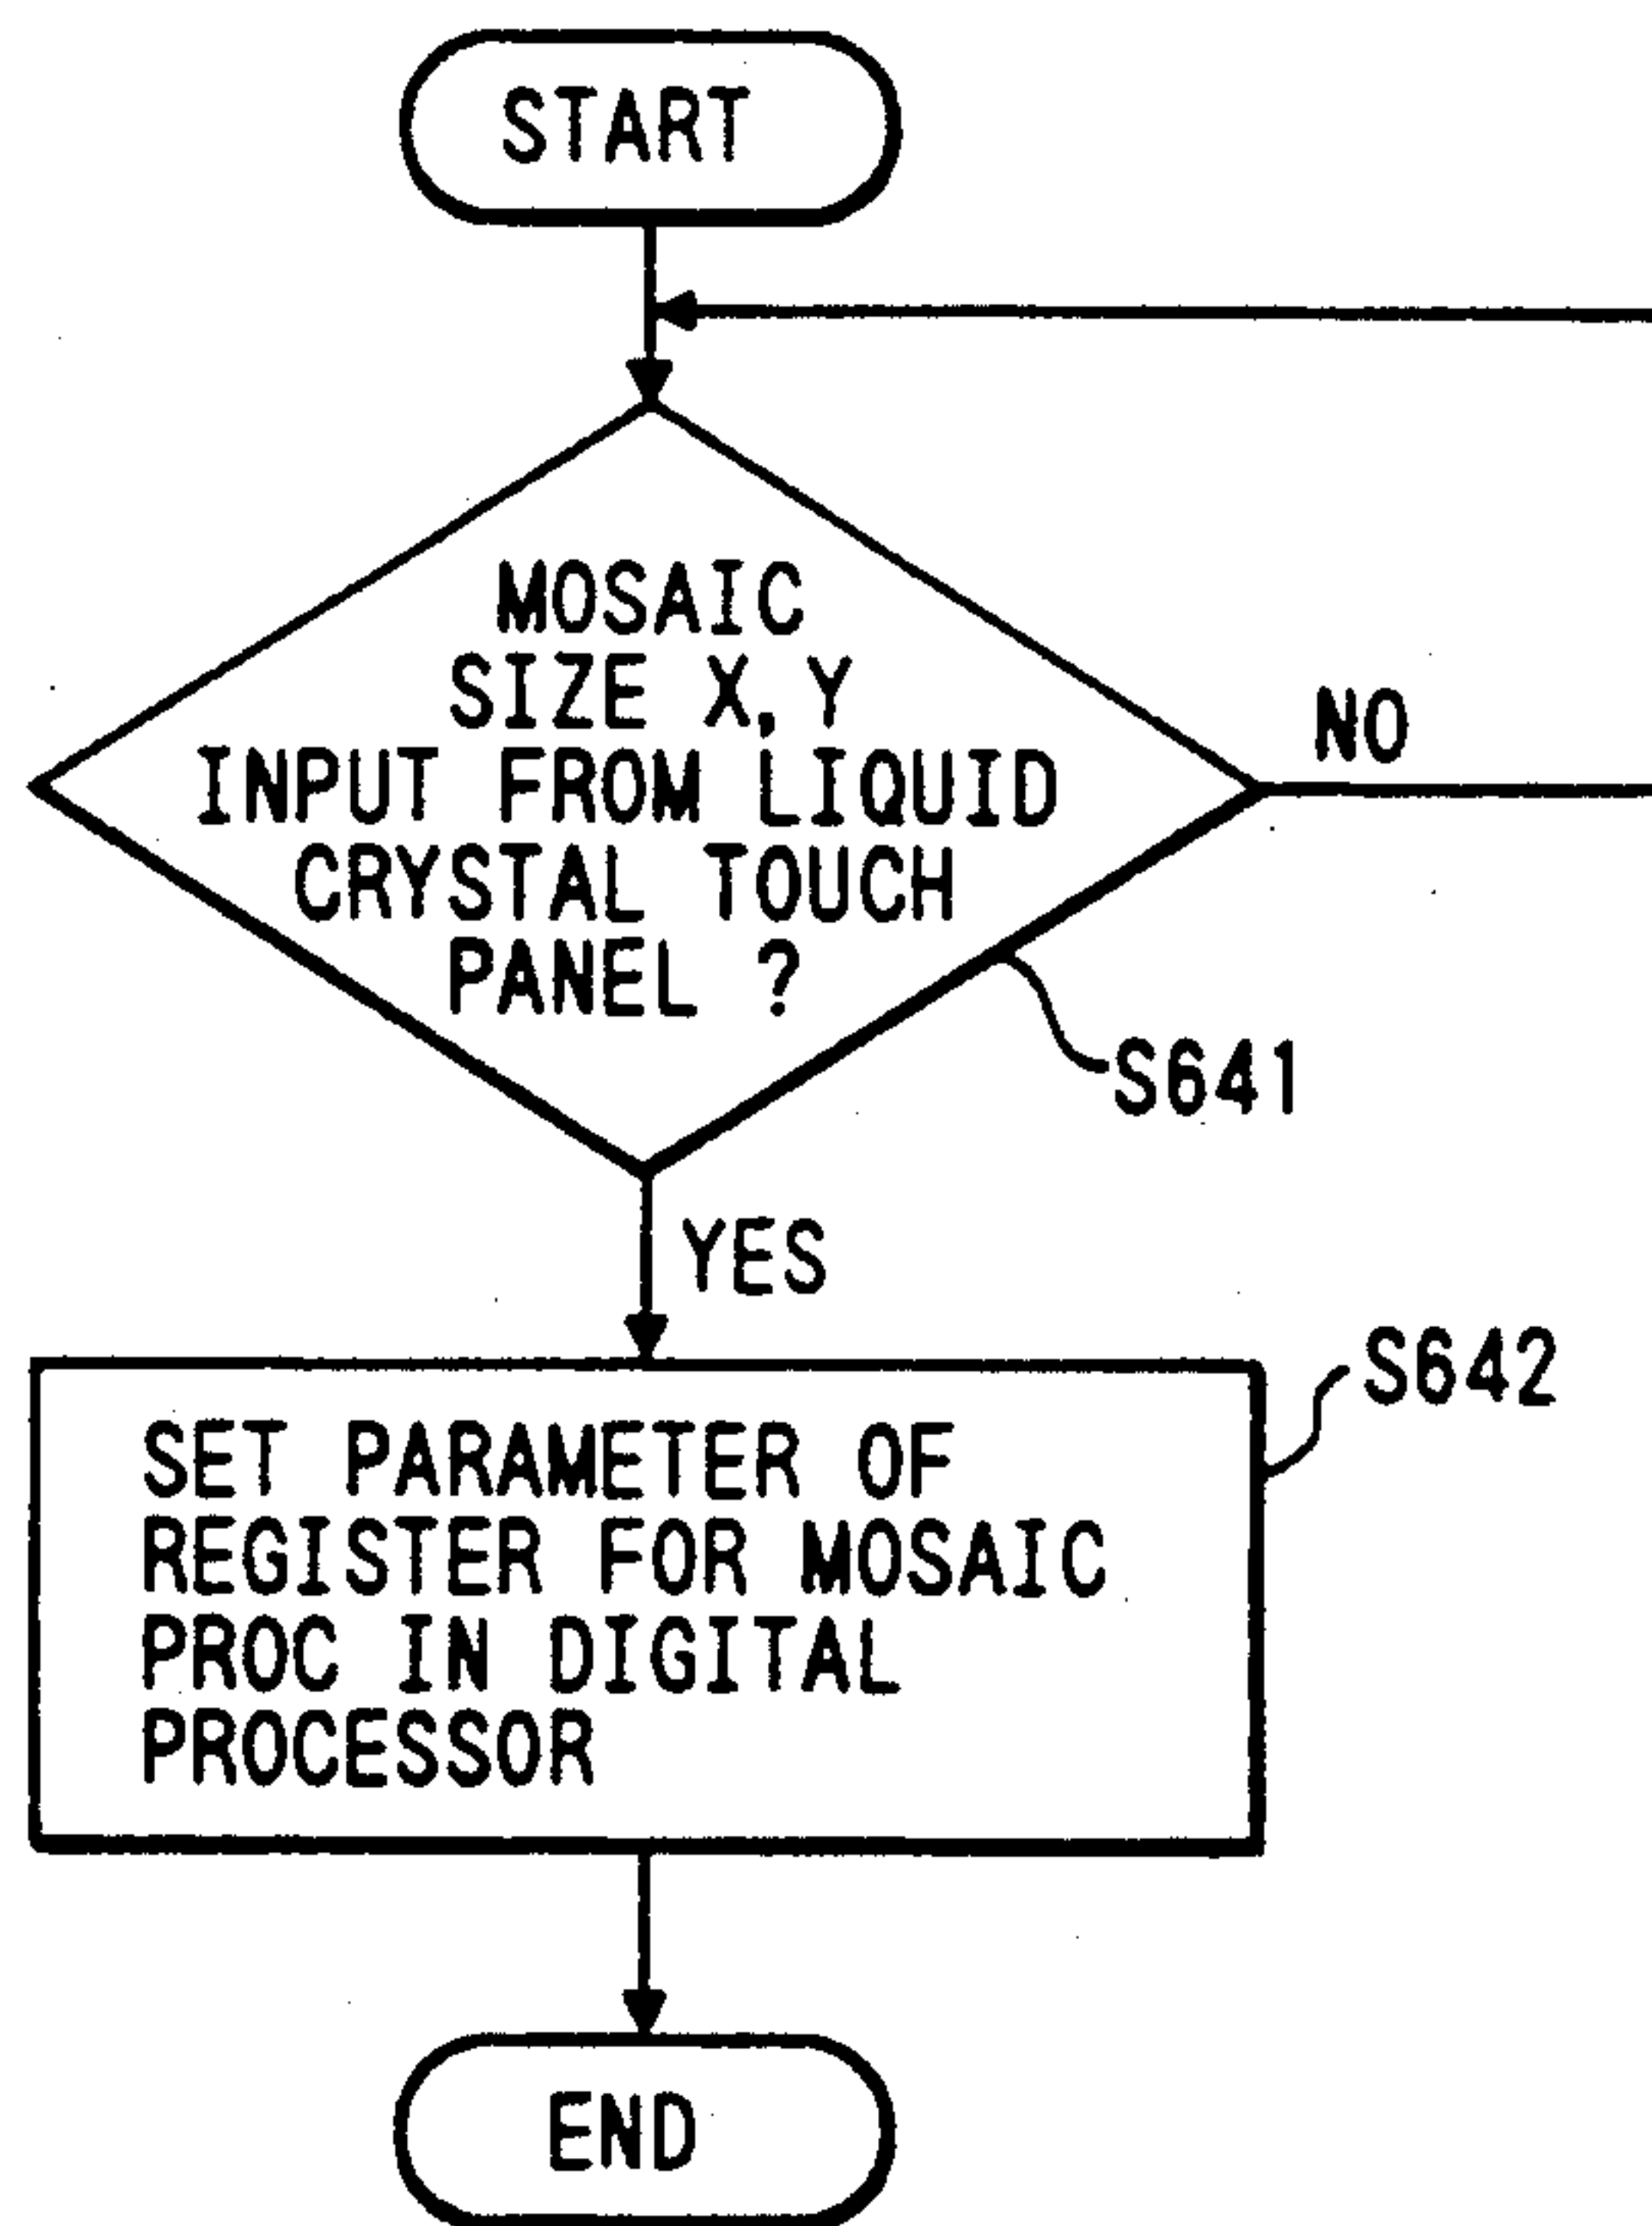 START
MOSAIC
SIZE X,Y
INPUT FROM LIQUID
CRYSTAL TOUCH
PANEL ?
NO
S641
YES
S642
SET PARAMETER OF
REGISTER FOR MOSAIC
PROC IN DIGITAL
PROCESSOR
END